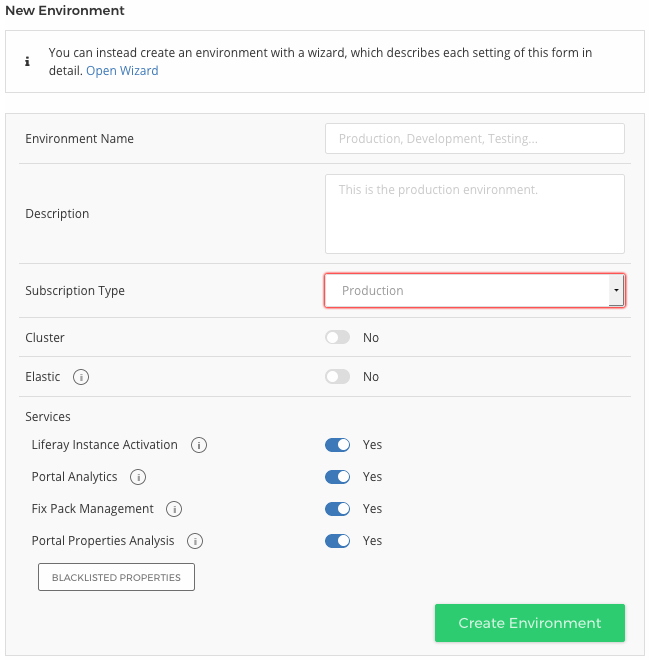 New Environment
You can instead create an environment with a wizard, which describes each setting of this form in
detail. Open Wizard
Environment Name
Production, Development, Testing...
Description
This is the production environment.
Subscription Type
Production
Cluster
No
Elastic
No
Services
Liferay Instance Activation
Yes
Portal Analytics
Yes
Fix Pack Management
Yes
Portal Properties Analysis
Yes
BLACKLISTED PROPERTIES
Create Environment